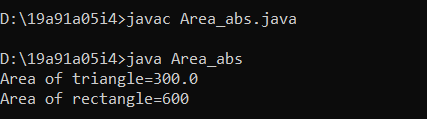 D:\19a91a05i4>javac Area_abs.java
D:\19a91a05i4>java Area_abs
Area of triangle=300.0
Area of rectangle=600